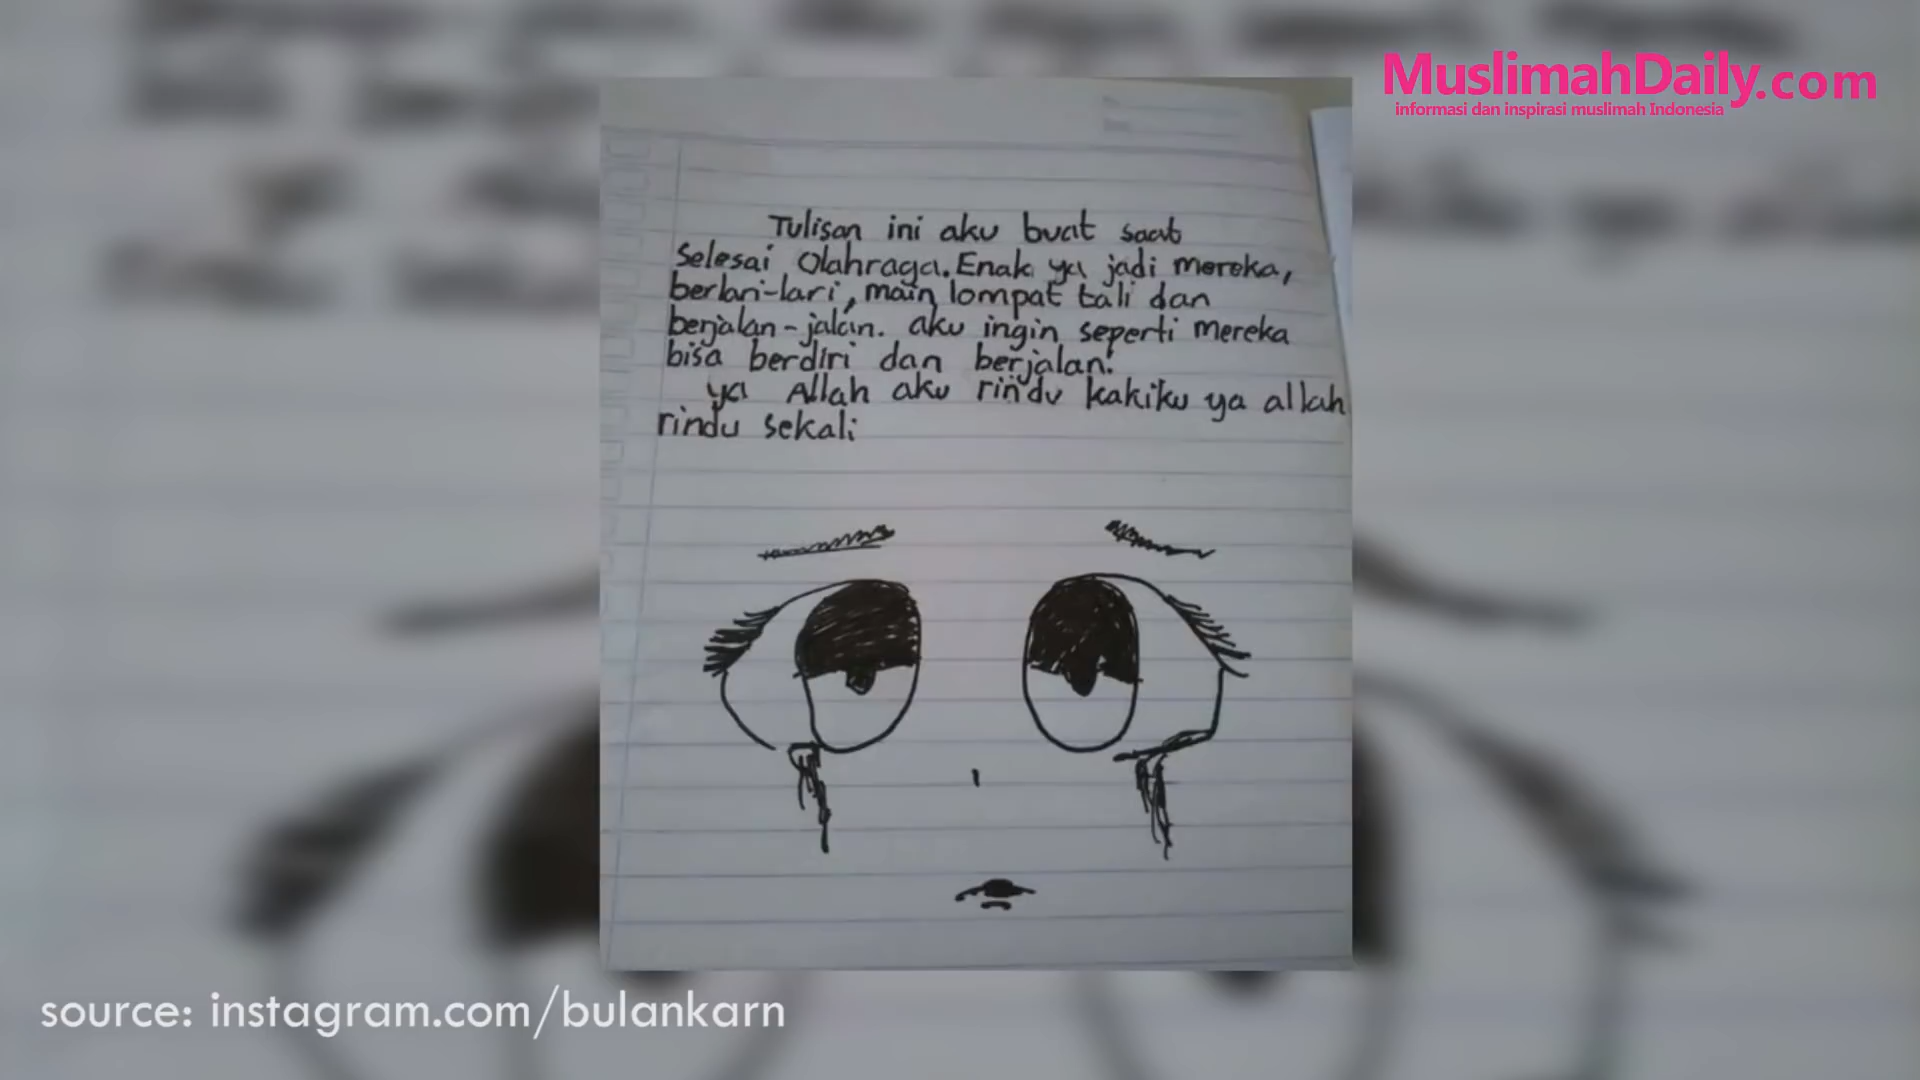 MuslimahDaily.com
informasi dan inspirasi muslimah Indonesia
Tulisan ini aku buat saat
Selesai Olahraga. Enak ya jadi mereka,
berlari-lari, main lompat tali dan
berjalan-jalan. aku ingin seperti mereka
bisa berdiri dan berjalan.
ya Allah aku rindu kakiku ya allah
rindu sekali
source: instagram.com/bulankarn